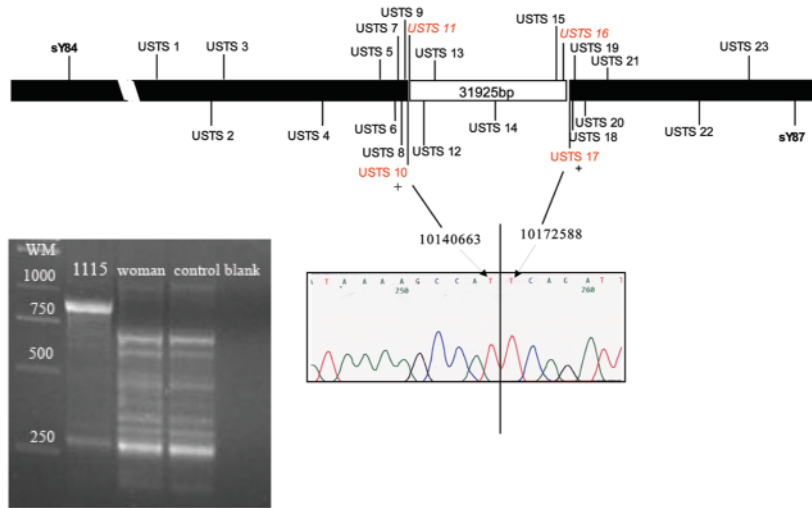 USTS 9
USTS 11
USTS 7
USTS 15
USTS 16
sY84
USTS 1
USTS 3
USTS 5
USTS 13
USTS 19
USTS 21
USTS 23
31925bp
USTS 2
USTS 4
USTS 6
USTS 8
USTS 10
+
USTS 12
USTS 14
USTS 20
USTS 18
USTS 17
+
USTS 22
sY87
10140663
10172588
WM
1000
750
500
250
1115 woman control blank
T A A A A G C C A T T C A G A T T
250 260